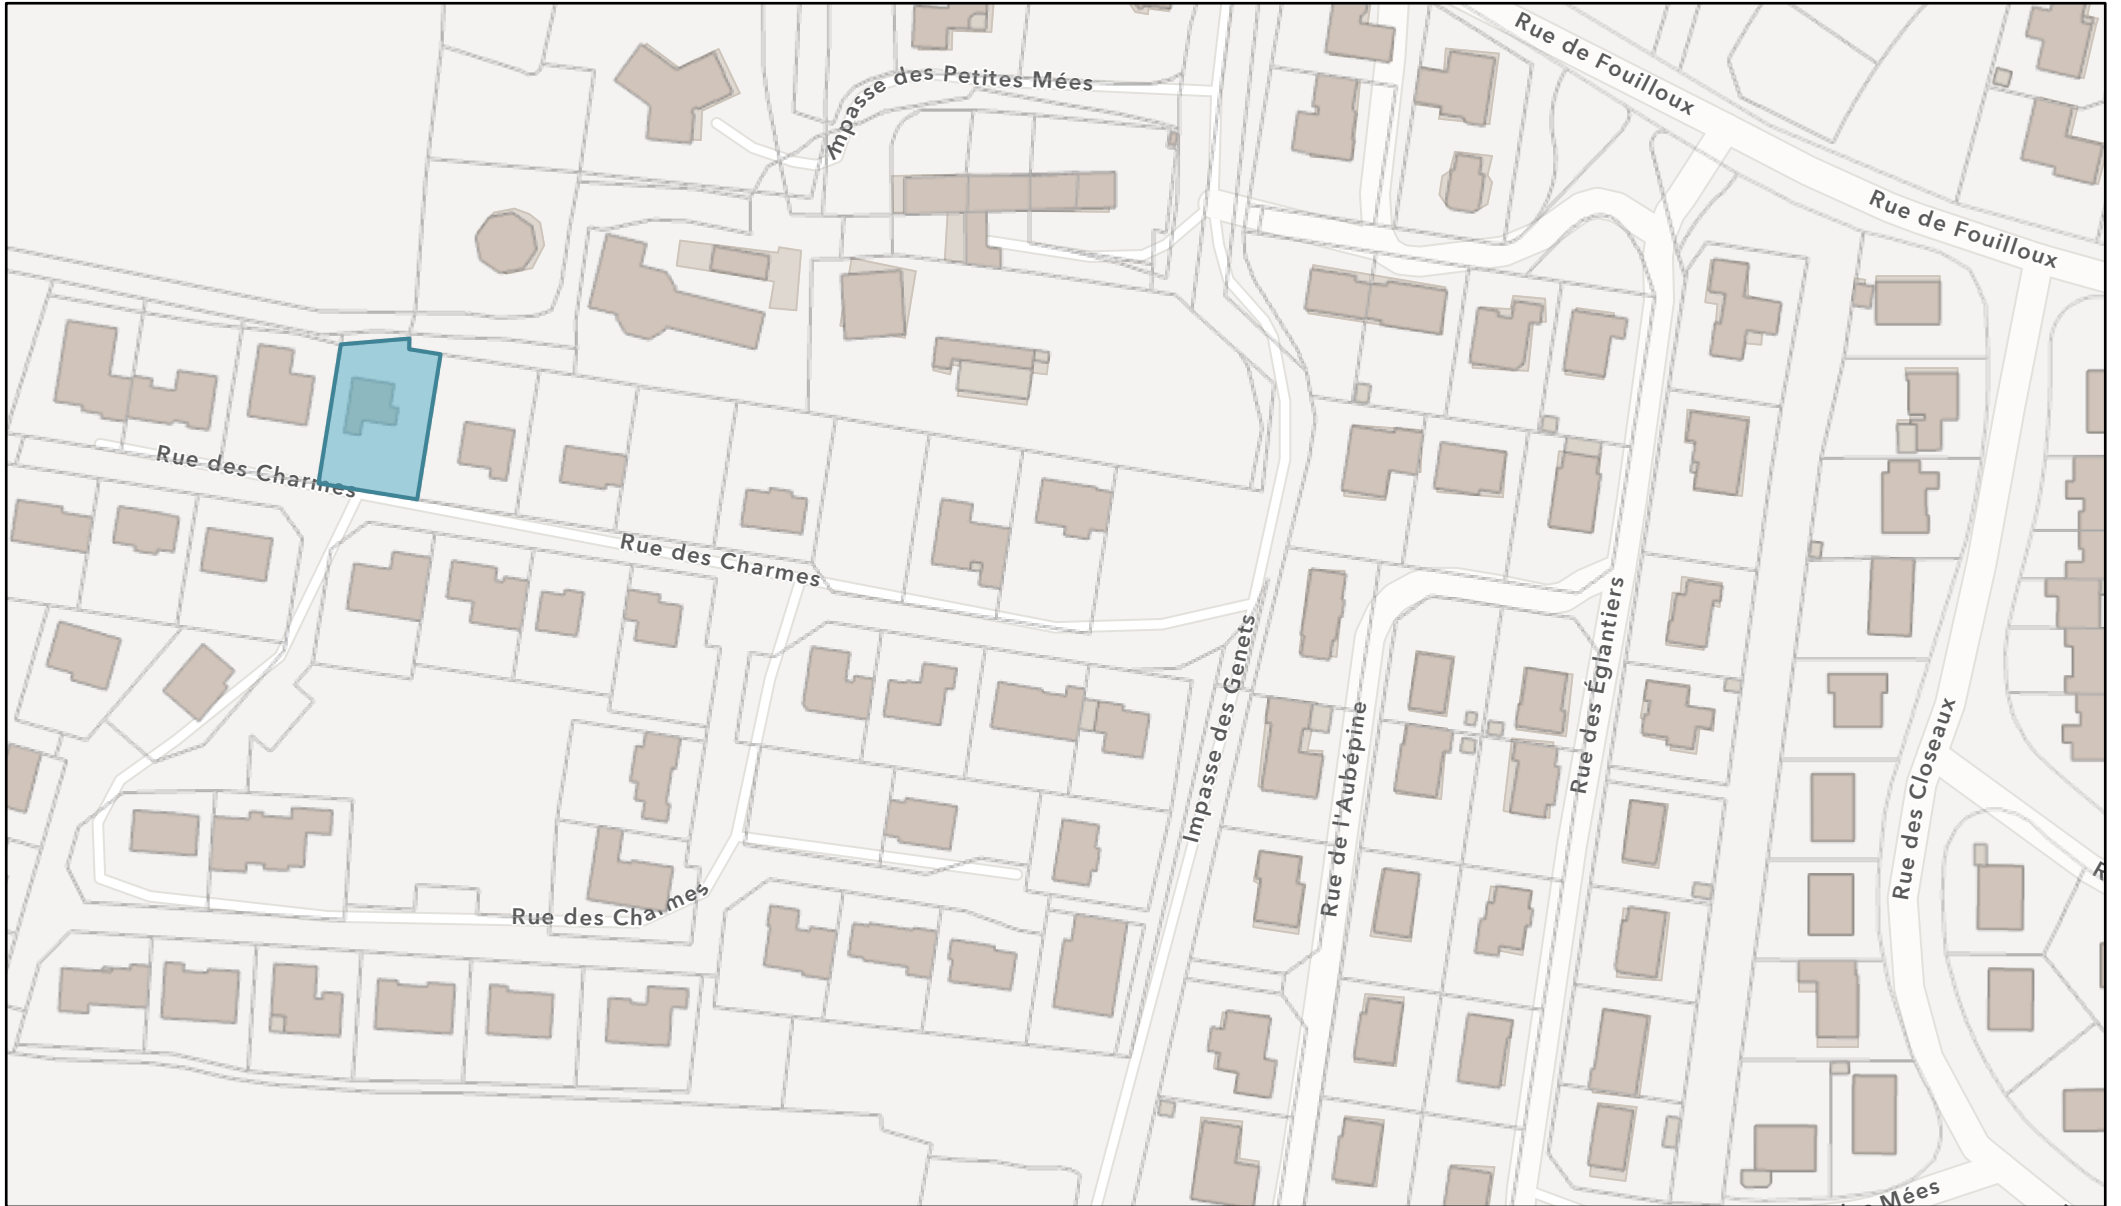 Rue de Fouilloux
Impasse des Petites Mées
Rue de Fouilloux
Rue des Charmes
Rue des Charmes
Rue des Églantiers
Impasse des Genets
Rue de l'Aubépine
Rue des Closeaux
Rue des Charmes
R
Mées